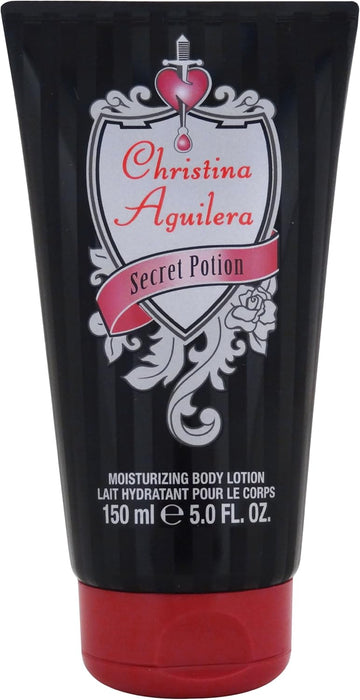 Christina
Aguilera
Secret Potion
MOISTURIZING BODY LOTION
LAIT HYDRATANT POUR LE CORPS
150 ml ℮ 5.0 FL. OZ.